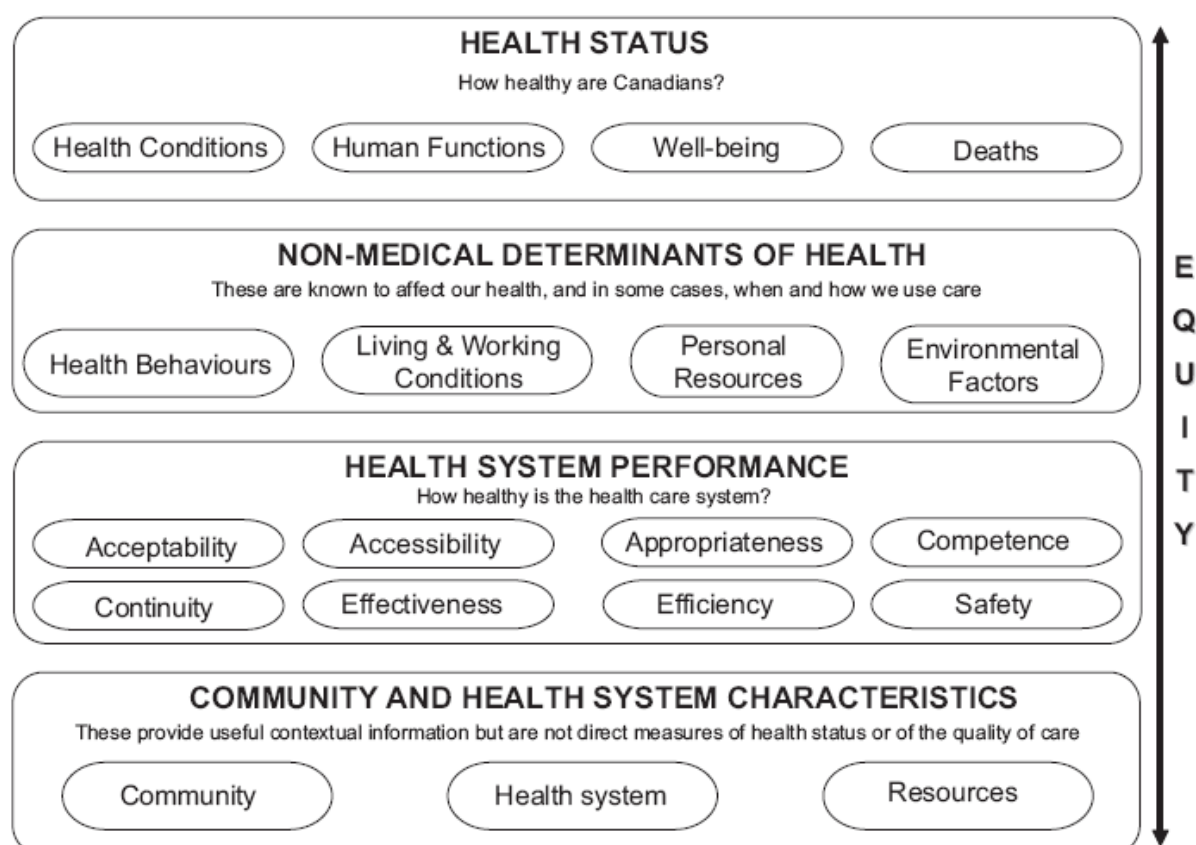 HEALTH STATUS
How healthy are Canadians?
Health Conditions
Human Functions
Well-being
Deaths
NON-MEDICAL DETERMINANTS OF HEALTH
These are known to affect our health, and in some cases, when and how we use care
Health Behaviours
Living & Working
Conditions
Personal
Resources
Environmental
Factors
HEALTH SYSTEM PERFORMANCE
How healthy is the health care system?
Acceptability
Accessibility
Appropriateness
Competence
Continuity
Effectiveness
Efficiency
Safety
COMMUNITY AND HEALTH SYSTEM CHARACTERISTICS
These provide useful contextual information but are not direct measures of health status or of the quality of care
Community
Health system
Resources
E
Q
U
I
T
Y